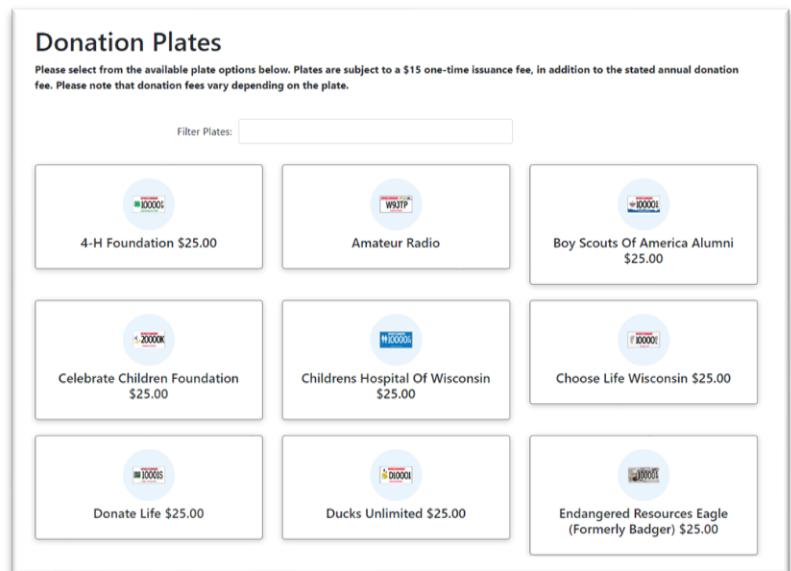 Donation Plates
Please select from the available plate options below. Plates are subject to a $15 one-time issuance fee, in addition to the stated annual donation
fee. Please note that donation fees vary depending on the plate.
Filter Plates:
4-H Foundation $25.00
W9JTP
Amateur Radio
Boy Scouts Of America Alumni
$25.00
20000K
Celebrate Children Foundation
$25.00
Childrens Hospital Of Wisconsin
$25.00
Choose Life Wisconsin $25.00
10001S
Donate Life $25.00
D10001
Ducks Unlimited $25.00
Endangered Resources Eagle
(Formerly Badger) $25.00